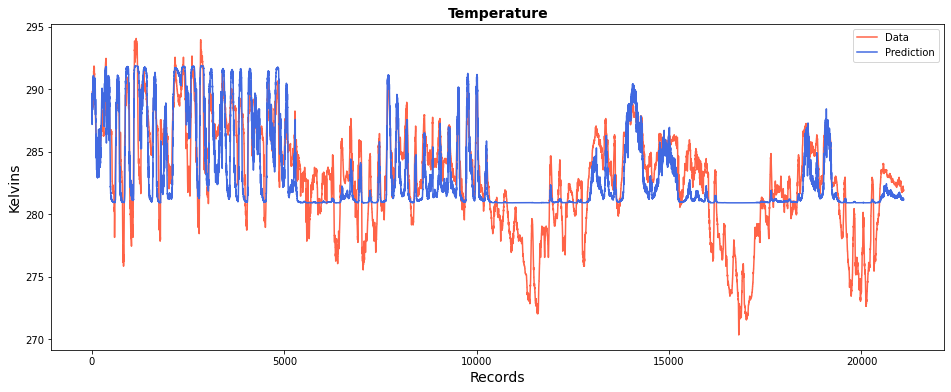 Temperature
295
290
285
280
275
270
Kelvins
0
5000
10000
15000
20000
Records
Data
Prediction